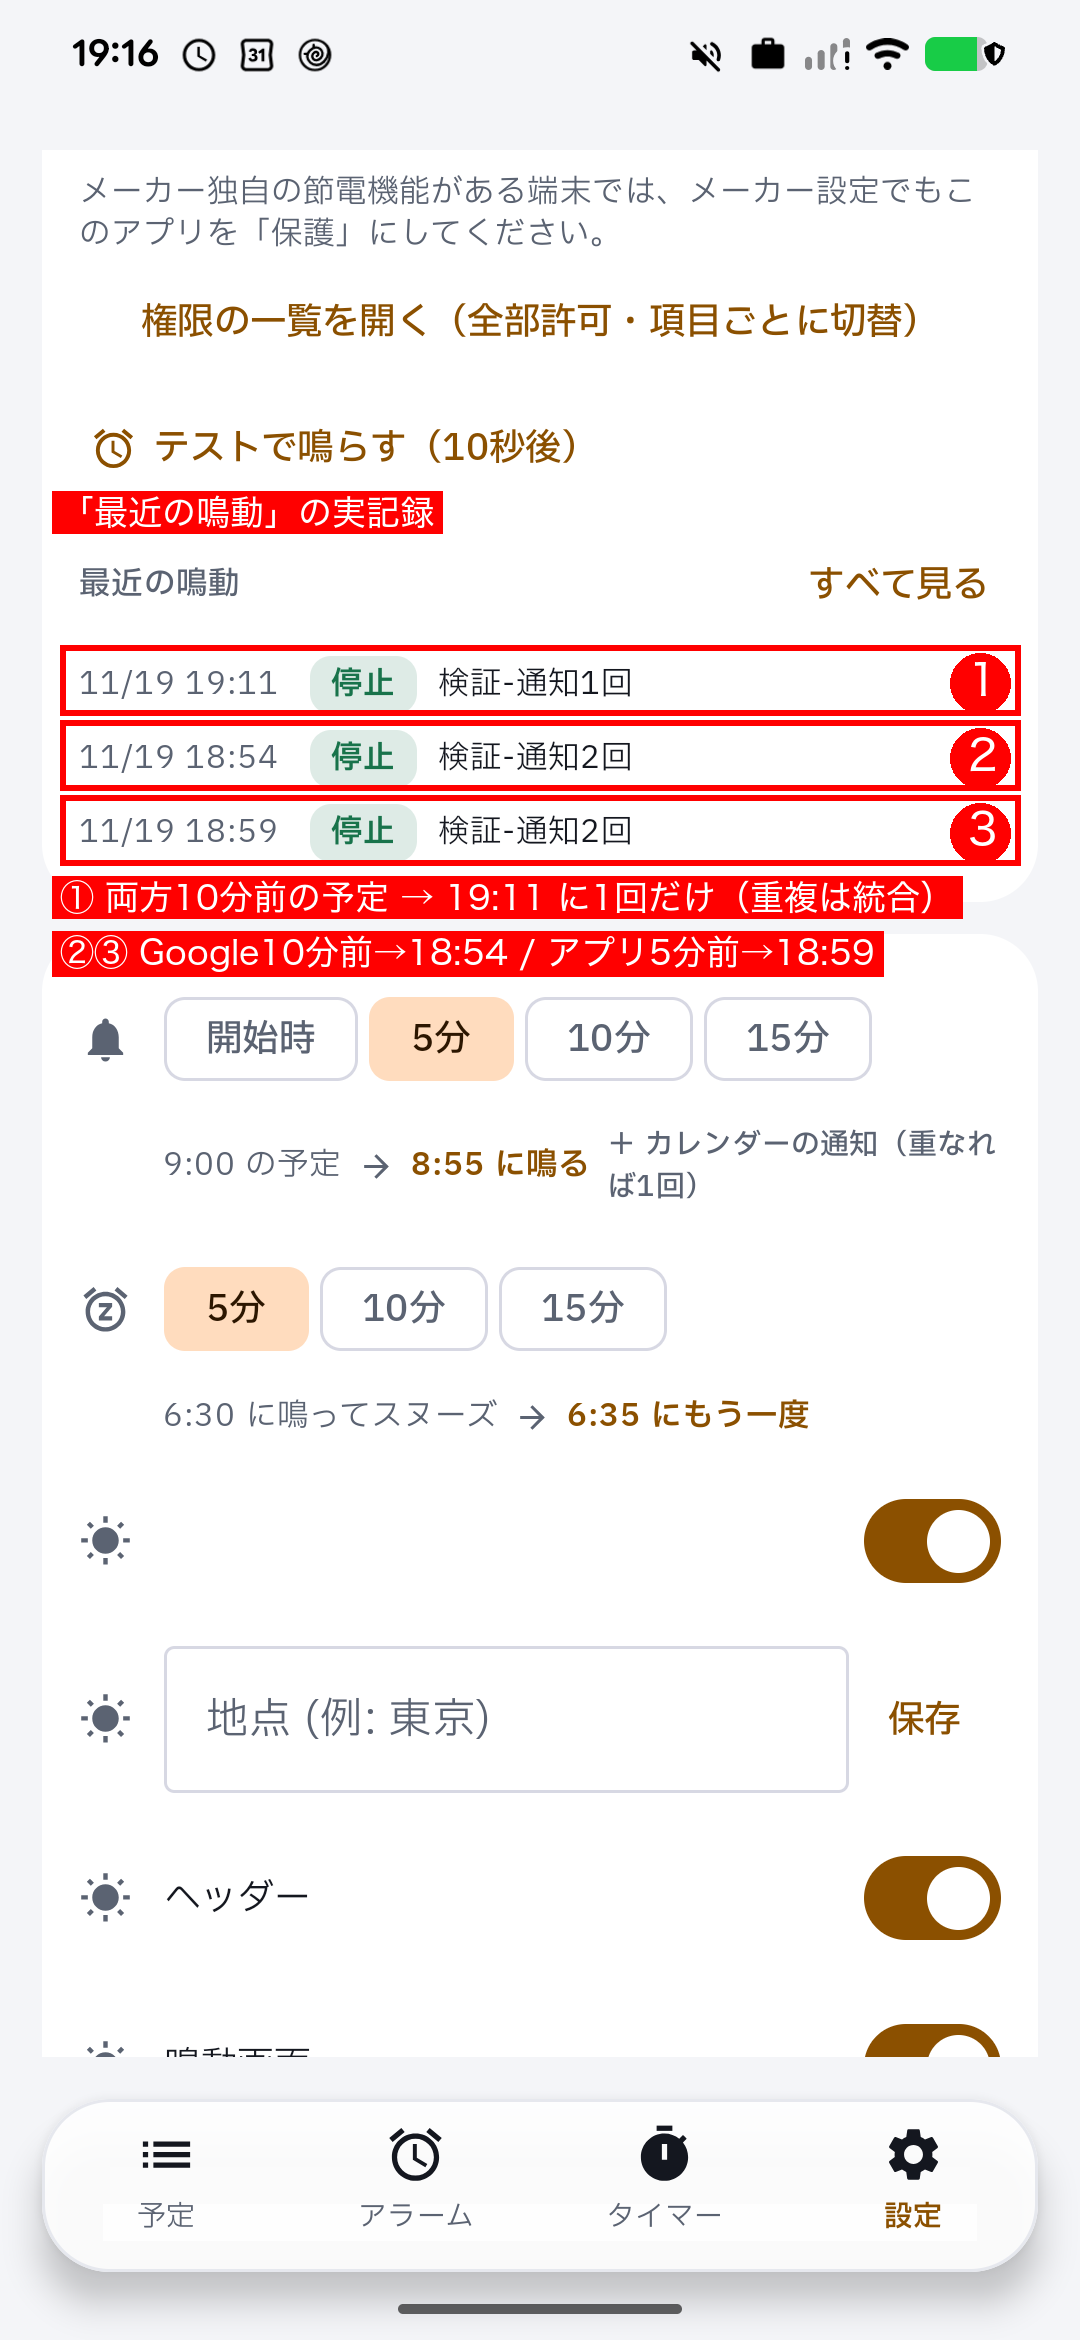 19:16
31
メーカー独自の節電機能がある端末では、メーカー設定でもこ
のアプリを「保護」にしてください。
権限の一覧を開く（全部許可・項目ごとに切替）
テストで鳴らす（10秒後）
「最近の鳴動」の実記録
最近の鳴動 すべて見る
11/19 19:11 停止 検証-通知1回 1
11/19 18:54 停止 検証-通知2回 2
11/19 18:59 停止 検証-通知2回 3
① 両方10分前の予定 → 19:11 に1回だけ（重複は統合）
②③ Google10分前→18:54 / アプリ5分前→18:59
開始時 5分 10分 15分
9:00 の予定 → 8:55 に鳴る ＋ カレンダーの通知（重なれ
ば1回）
5分 10分 15分
6:30 に鳴ってスヌーズ → 6:35 にもう一度
地点 (例: 東京) 保存
ヘッダー
鳴動画面
予定 アラーム タイマー 設定